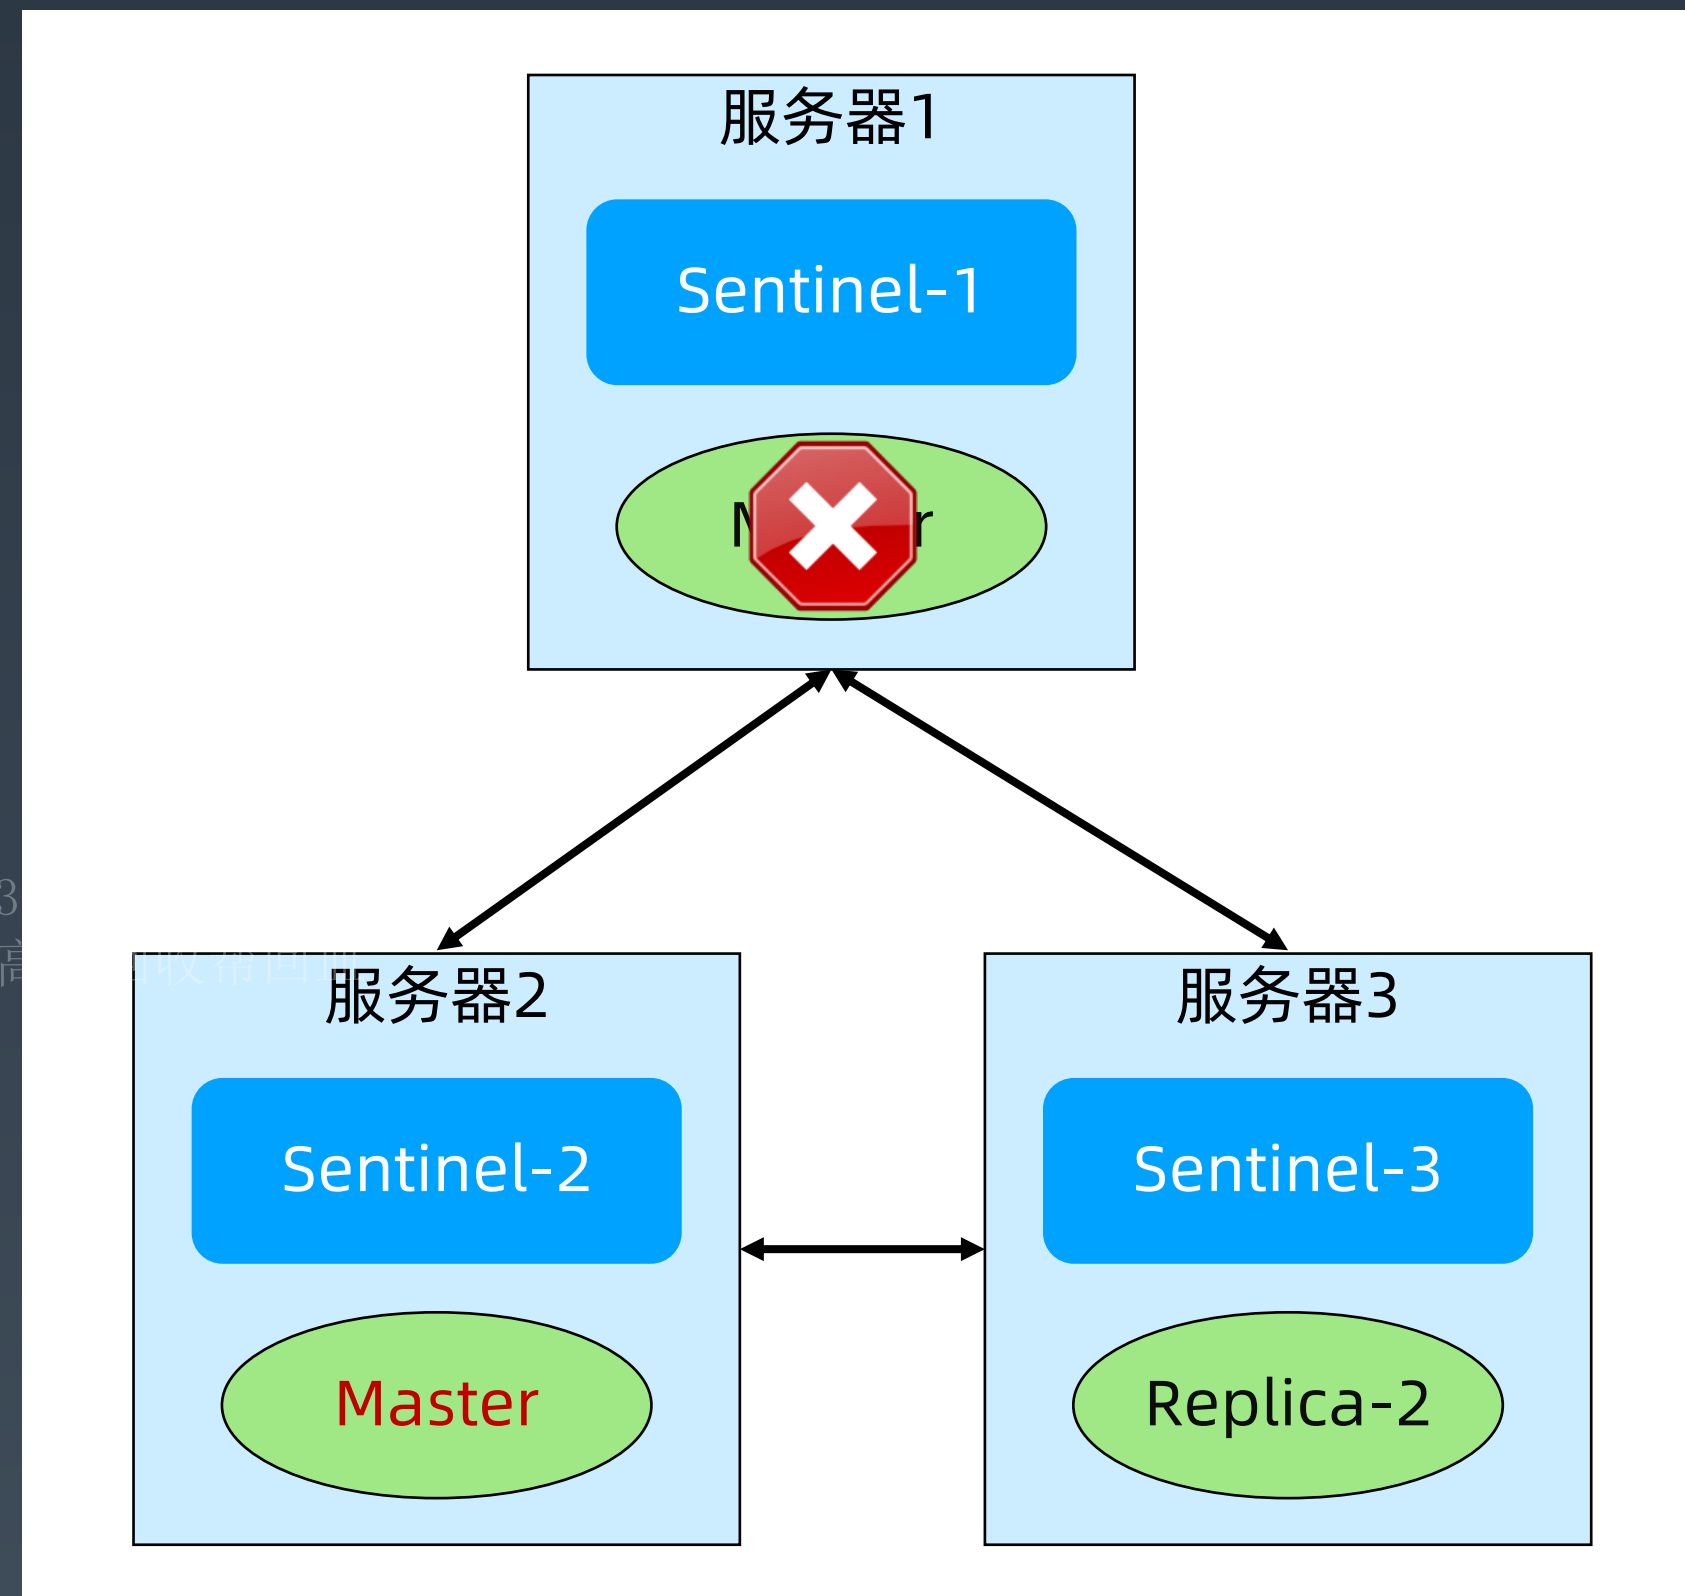 服务器1
Sentinel-1
服务器2
服务器3
Sentinel-2
Sentinel-3
Master
Replica-2